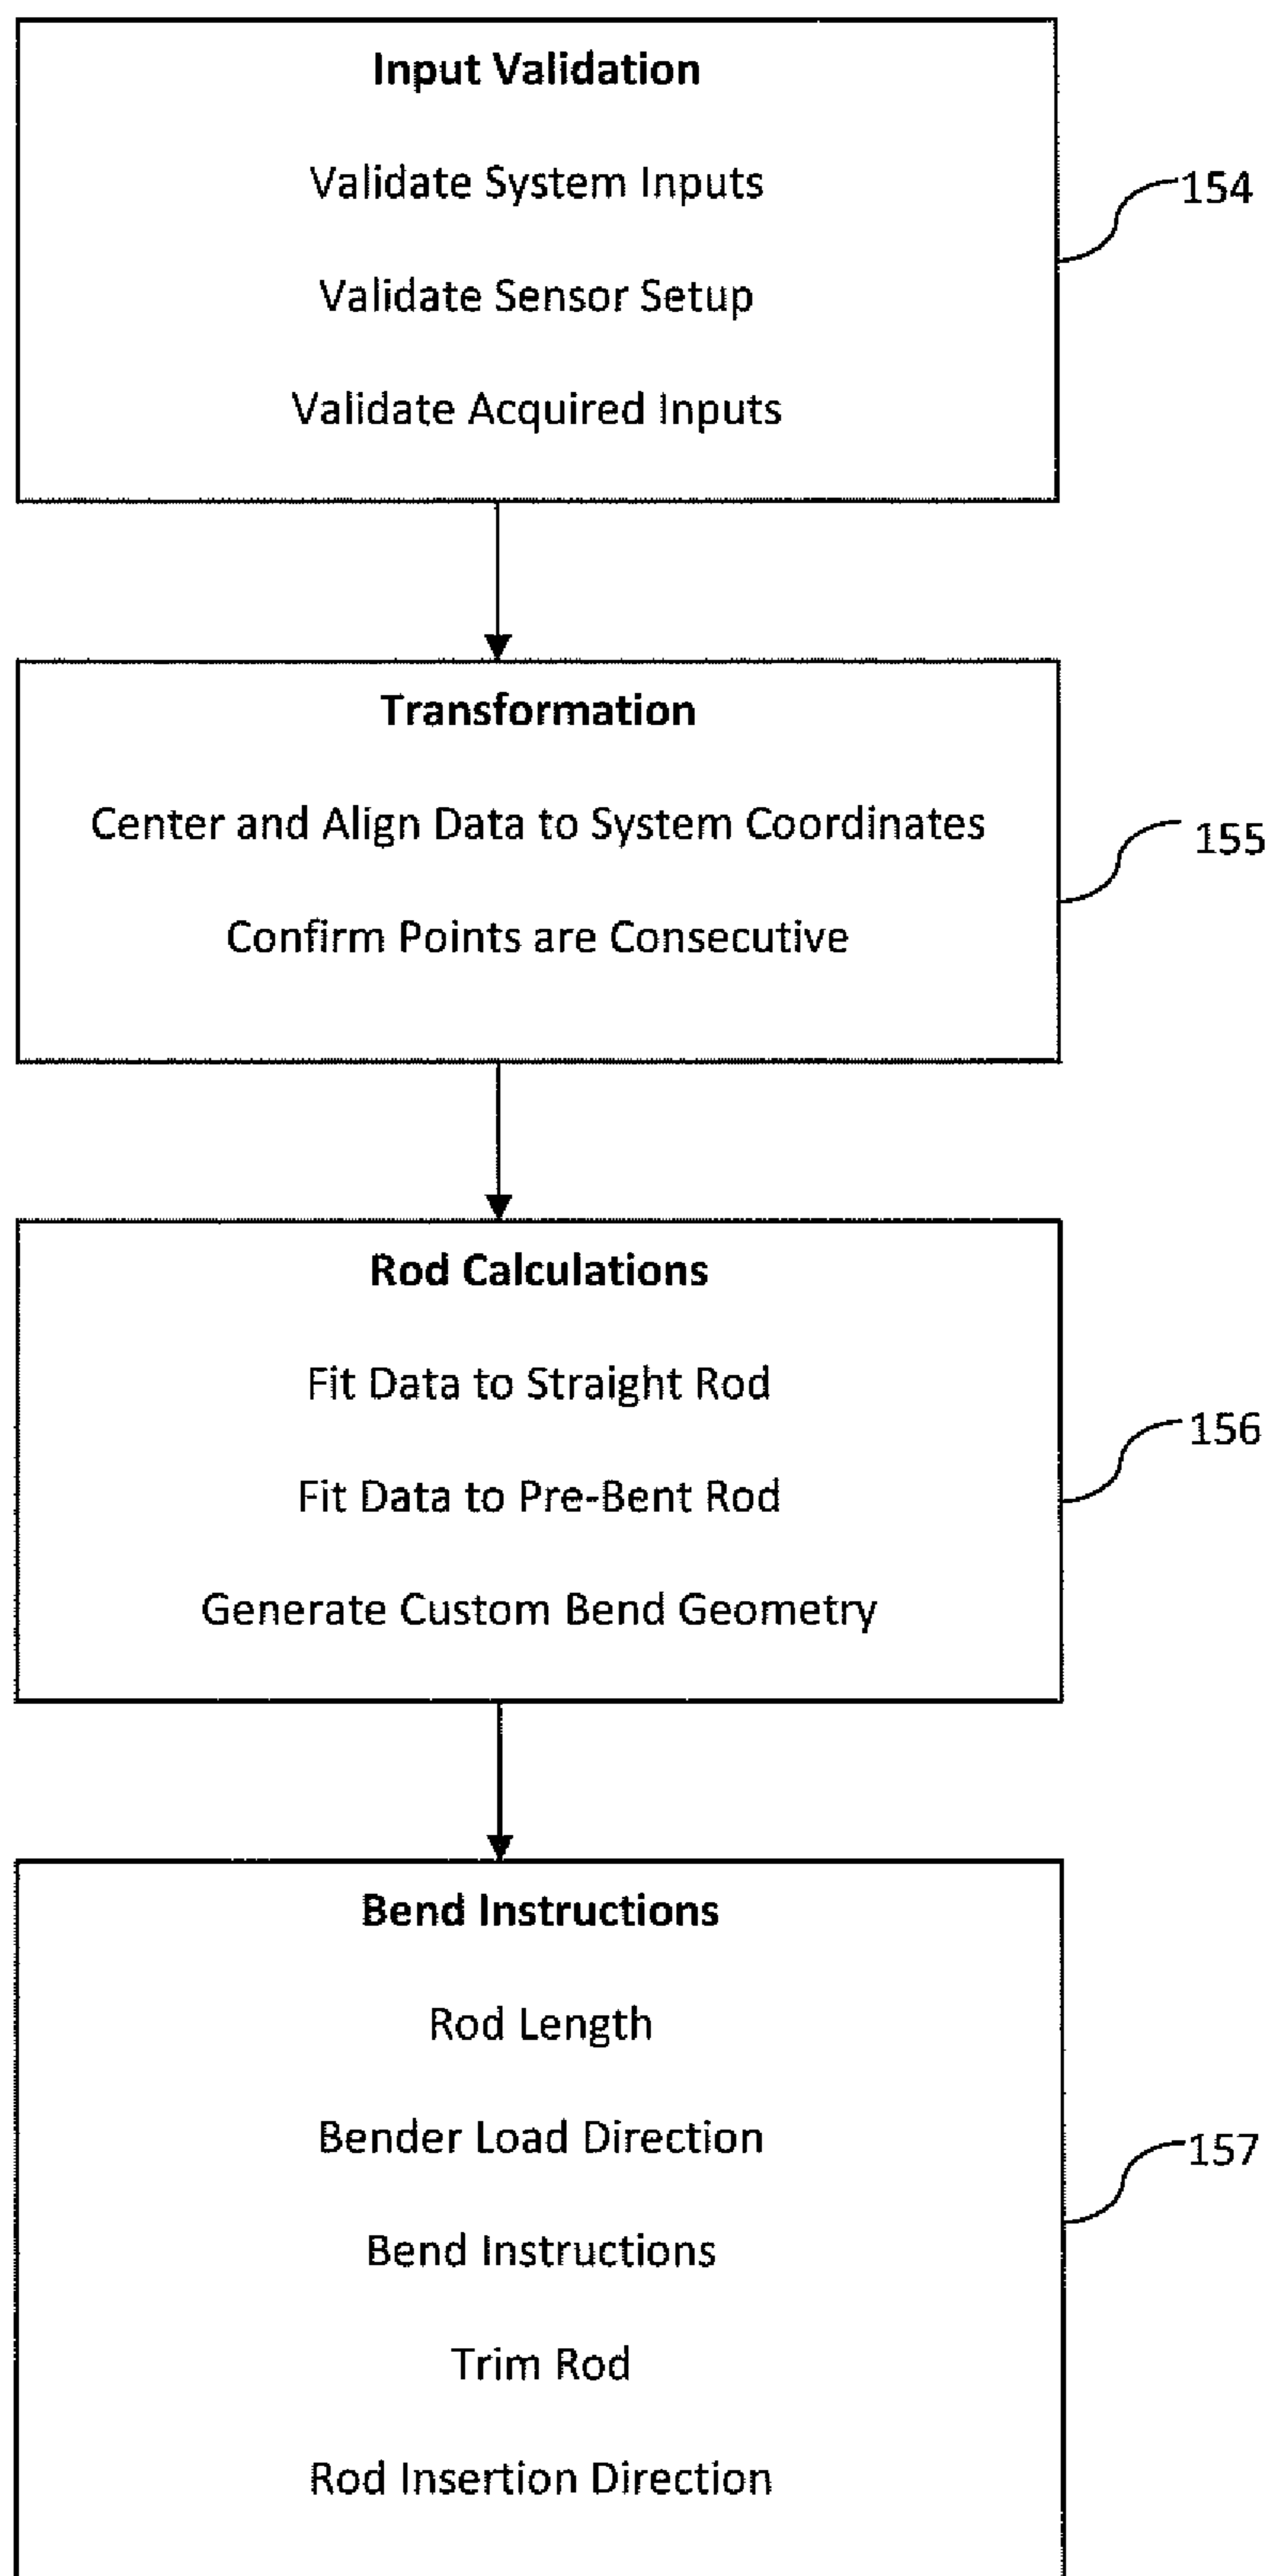 Input Validation
Validate System Inputs
154
Validate Sensor Setup
Validate Acquired Inputs
Transformation
Center and Align Data to System Coordinates
155
Confirm Points are Consecutive
Rod Calculations
Fit Data to Straight Rod
156
Fit Data to Pre-Bent Rod
Generate Custom Bend Geometry
Bend Instructions
Rod Length
Bender Load Direction
157
Bend Instructions
Trim Rod
Rod Insertion Direction